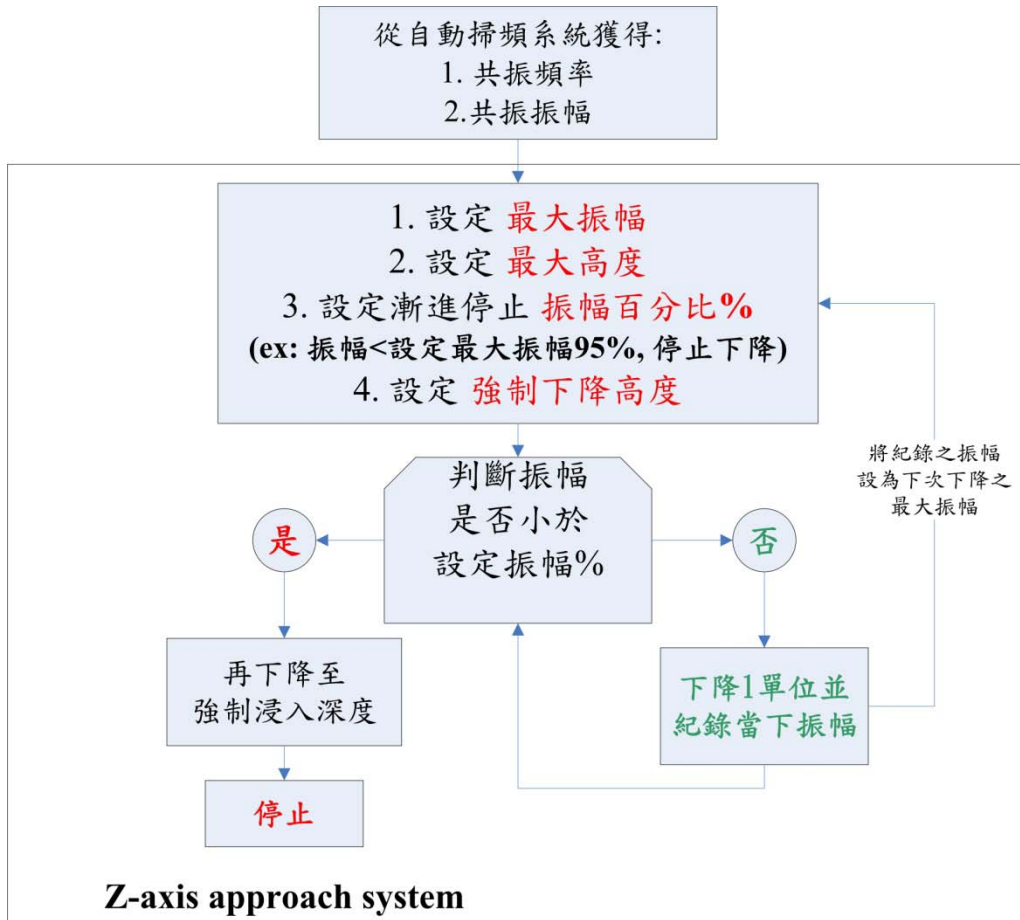 從自動掃頻系統獲得:
1. 共振頻率
2.共振振幅
1. 設定 最大振幅
2. 設定 最大高度
3. 設定漸進停止 振幅百分比%
(ex: 振幅<設定最大振幅95%, 停止下降)
4. 設定 強制下降高度
將紀錄之振幅
設為下次下降之
最大振幅
判斷振幅
是否小於
設定振幅%
是
否
再下降至
強制浸入深度
下降1單位並
紀錄當下振幅
停止
Z-axis approach system